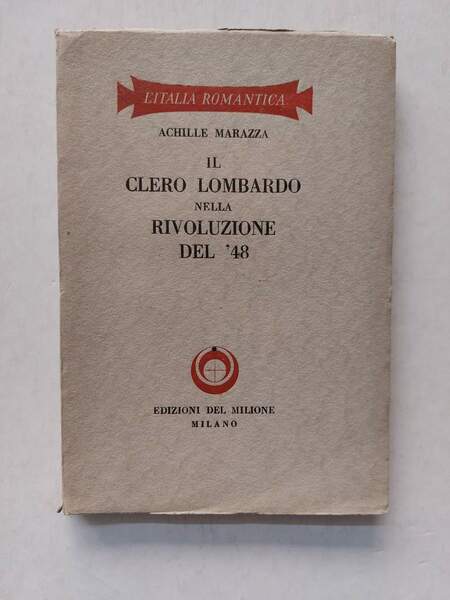 L'ITALIA ROMANTICA
ACHILLE MARAZZA
IL
CLERO LOMBARDO
NELLA
RIVOLUZIONE
DEL '48
EDIZIONI DEL MILIONE
MILANO